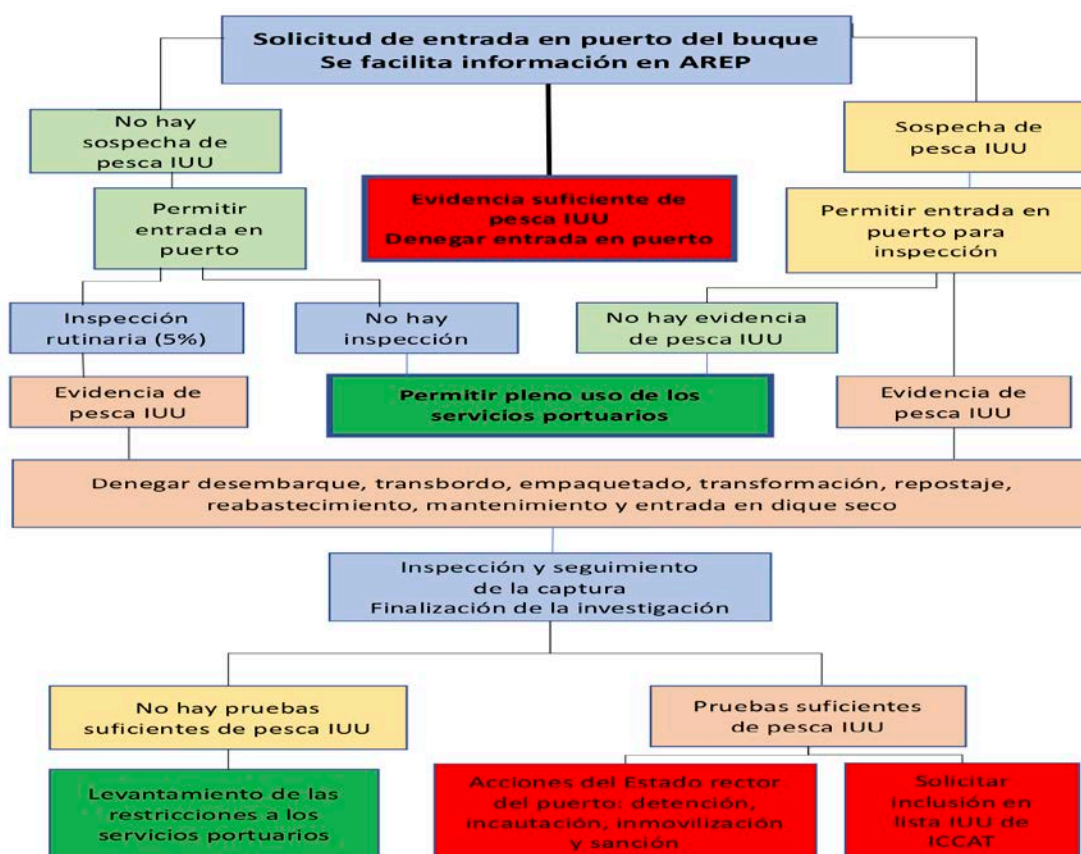 Solicitud de entrada en puerto del buque
Se facilita información en AREP
No hay
sospecha de
pesca IUU
Sospecha de
pesca IUU
Evidencia suficiente de
pesca IUU
Denegar entrada en puerto
Permitir
entrada en
puerto
Permitir entrada en
puerto para
inspección
Inspección
rutinaria (5%)
No hay
inspección
No hay evidencia
de pesca IUU
Evidencia de
pesca IUU
Permitir pleno uso de los
servicios portuarios
Evidencia de
pesca IUU
Denegar desembarque, transbordo, empaquetado, transformación, repostaje,
reabastecimiento, mantenimiento y entrada en dique seco
Inspección y seguimiento
de la captura
Finalización de la investigación
No hay pruebas
suficientes de pesca IUU
Pruebas suficientes
de pesca IUU
Levantamiento de las
restricciones a los
servicios portuarios
Acciones del Estado rector
del puerto: detención,
incautación, inmovilización
y sanción
Solicitar
inclusión en
lista IUU de
ICCAT